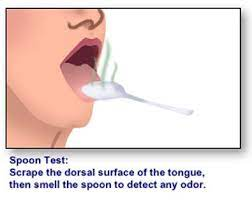 Spoon Test:
Scrape the dorsal surface of the tongue,
then smell the spoon to detect any odor.